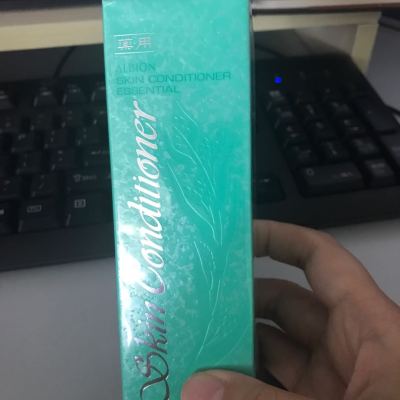 薬用
ALBION
SKIN CONDITIONER
ESSENTIAL
Skin Conditioner